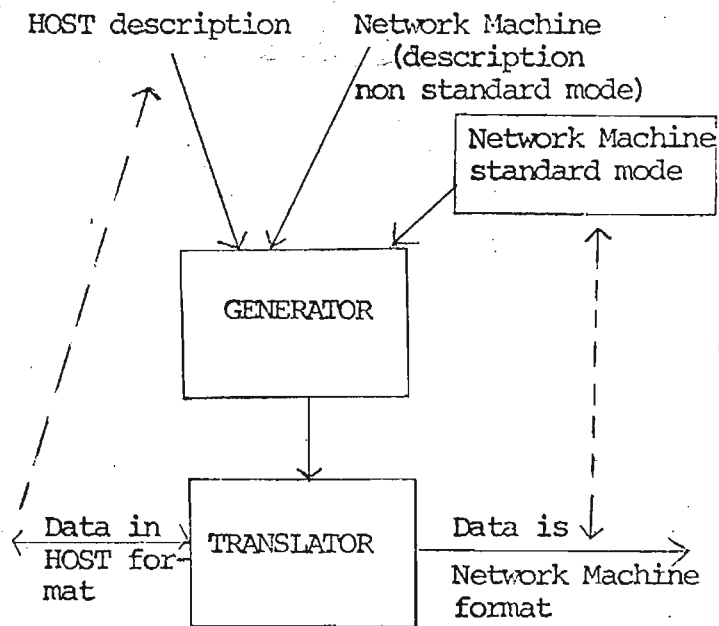 HOST description
Network Machine
(description
non standard mode)
Network Machine
standard mode
GENERATOR
Data in
HOST for-
mat
TRANSLATOR
Data is
Network Machine
format